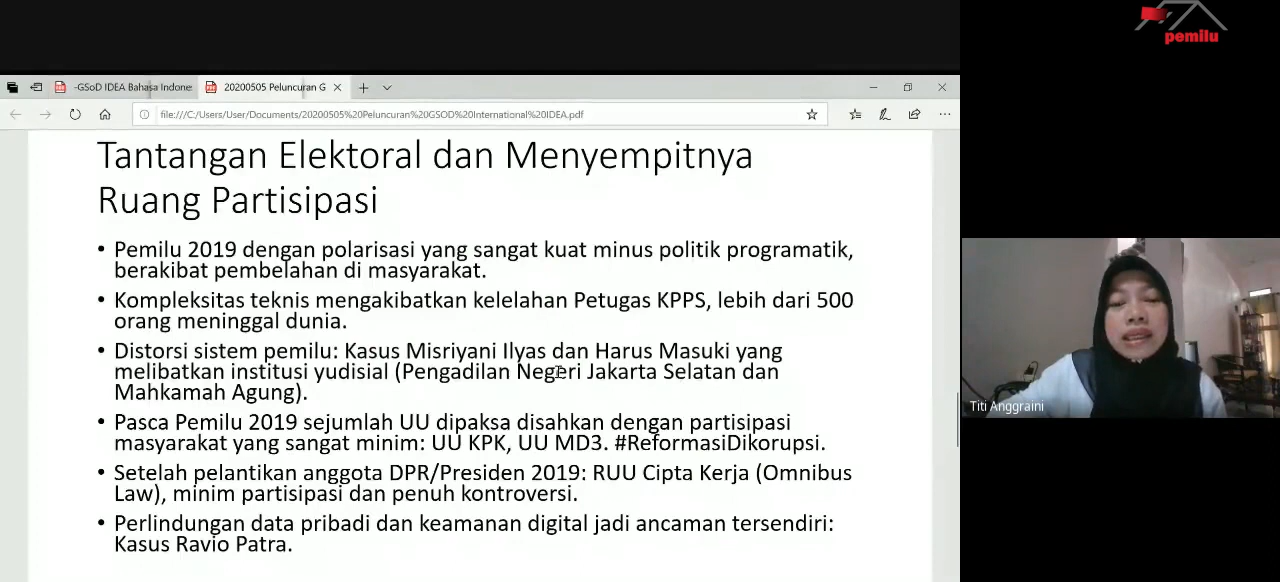 pemilu
-GSoD IDEA Bahasa Indone:
20200505 Peluncuran G
file:///C:/Users/User/Documents/20200505%20Peluncuran%20GSOD%20International%20IDEA.pdf
Tantangan Elektoral dan Menyempitnya
Ruang Partisipasi
• Pemilu 2019 dengan polarisasi yang sangat kuat minus politik programatik,
berakibat pembelahan di masyarakat.
• Kompleksitas teknis mengakibatkan kelelahan Petugas KPPS, lebih dari 500
orang meninggal dunia.
• Distorsi sistem pemilu: Kasus Misriyani Ilyas dan Harus Masuki yang
melibatkan institusi yudisial (Pengadilan Negeri Jakarta Selatan dan
Mahkamah Agung).
• Pasca Pemilu 2019 sejumlah UU dipaksa disahkan dengan partisipasi
masyarakat yang sangat minim: UU KPK, UU MD3. #ReformasiDikorupsi.
• Setelah pelantikan anggota DPR/Presiden 2019: RUU Cipta Kerja (Omnibus
Law), minim partisipasi dan penuh kontroversi.
• Perlindungan data pribadi dan keamanan digital jadi ancaman tersendiri:
Kasus Ravio Patra.
Titi Anggraini